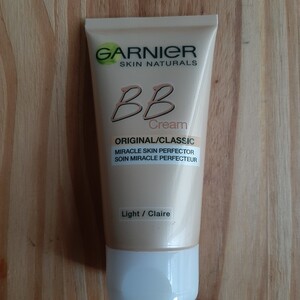 GARNIER
SKIN NATURALS
BB
Cream
ORIGINAL/CLASSIC
MIRACLE SKIN PERFECTOR
SOIN MIRACLE PERFECTEUR
Light / Claire